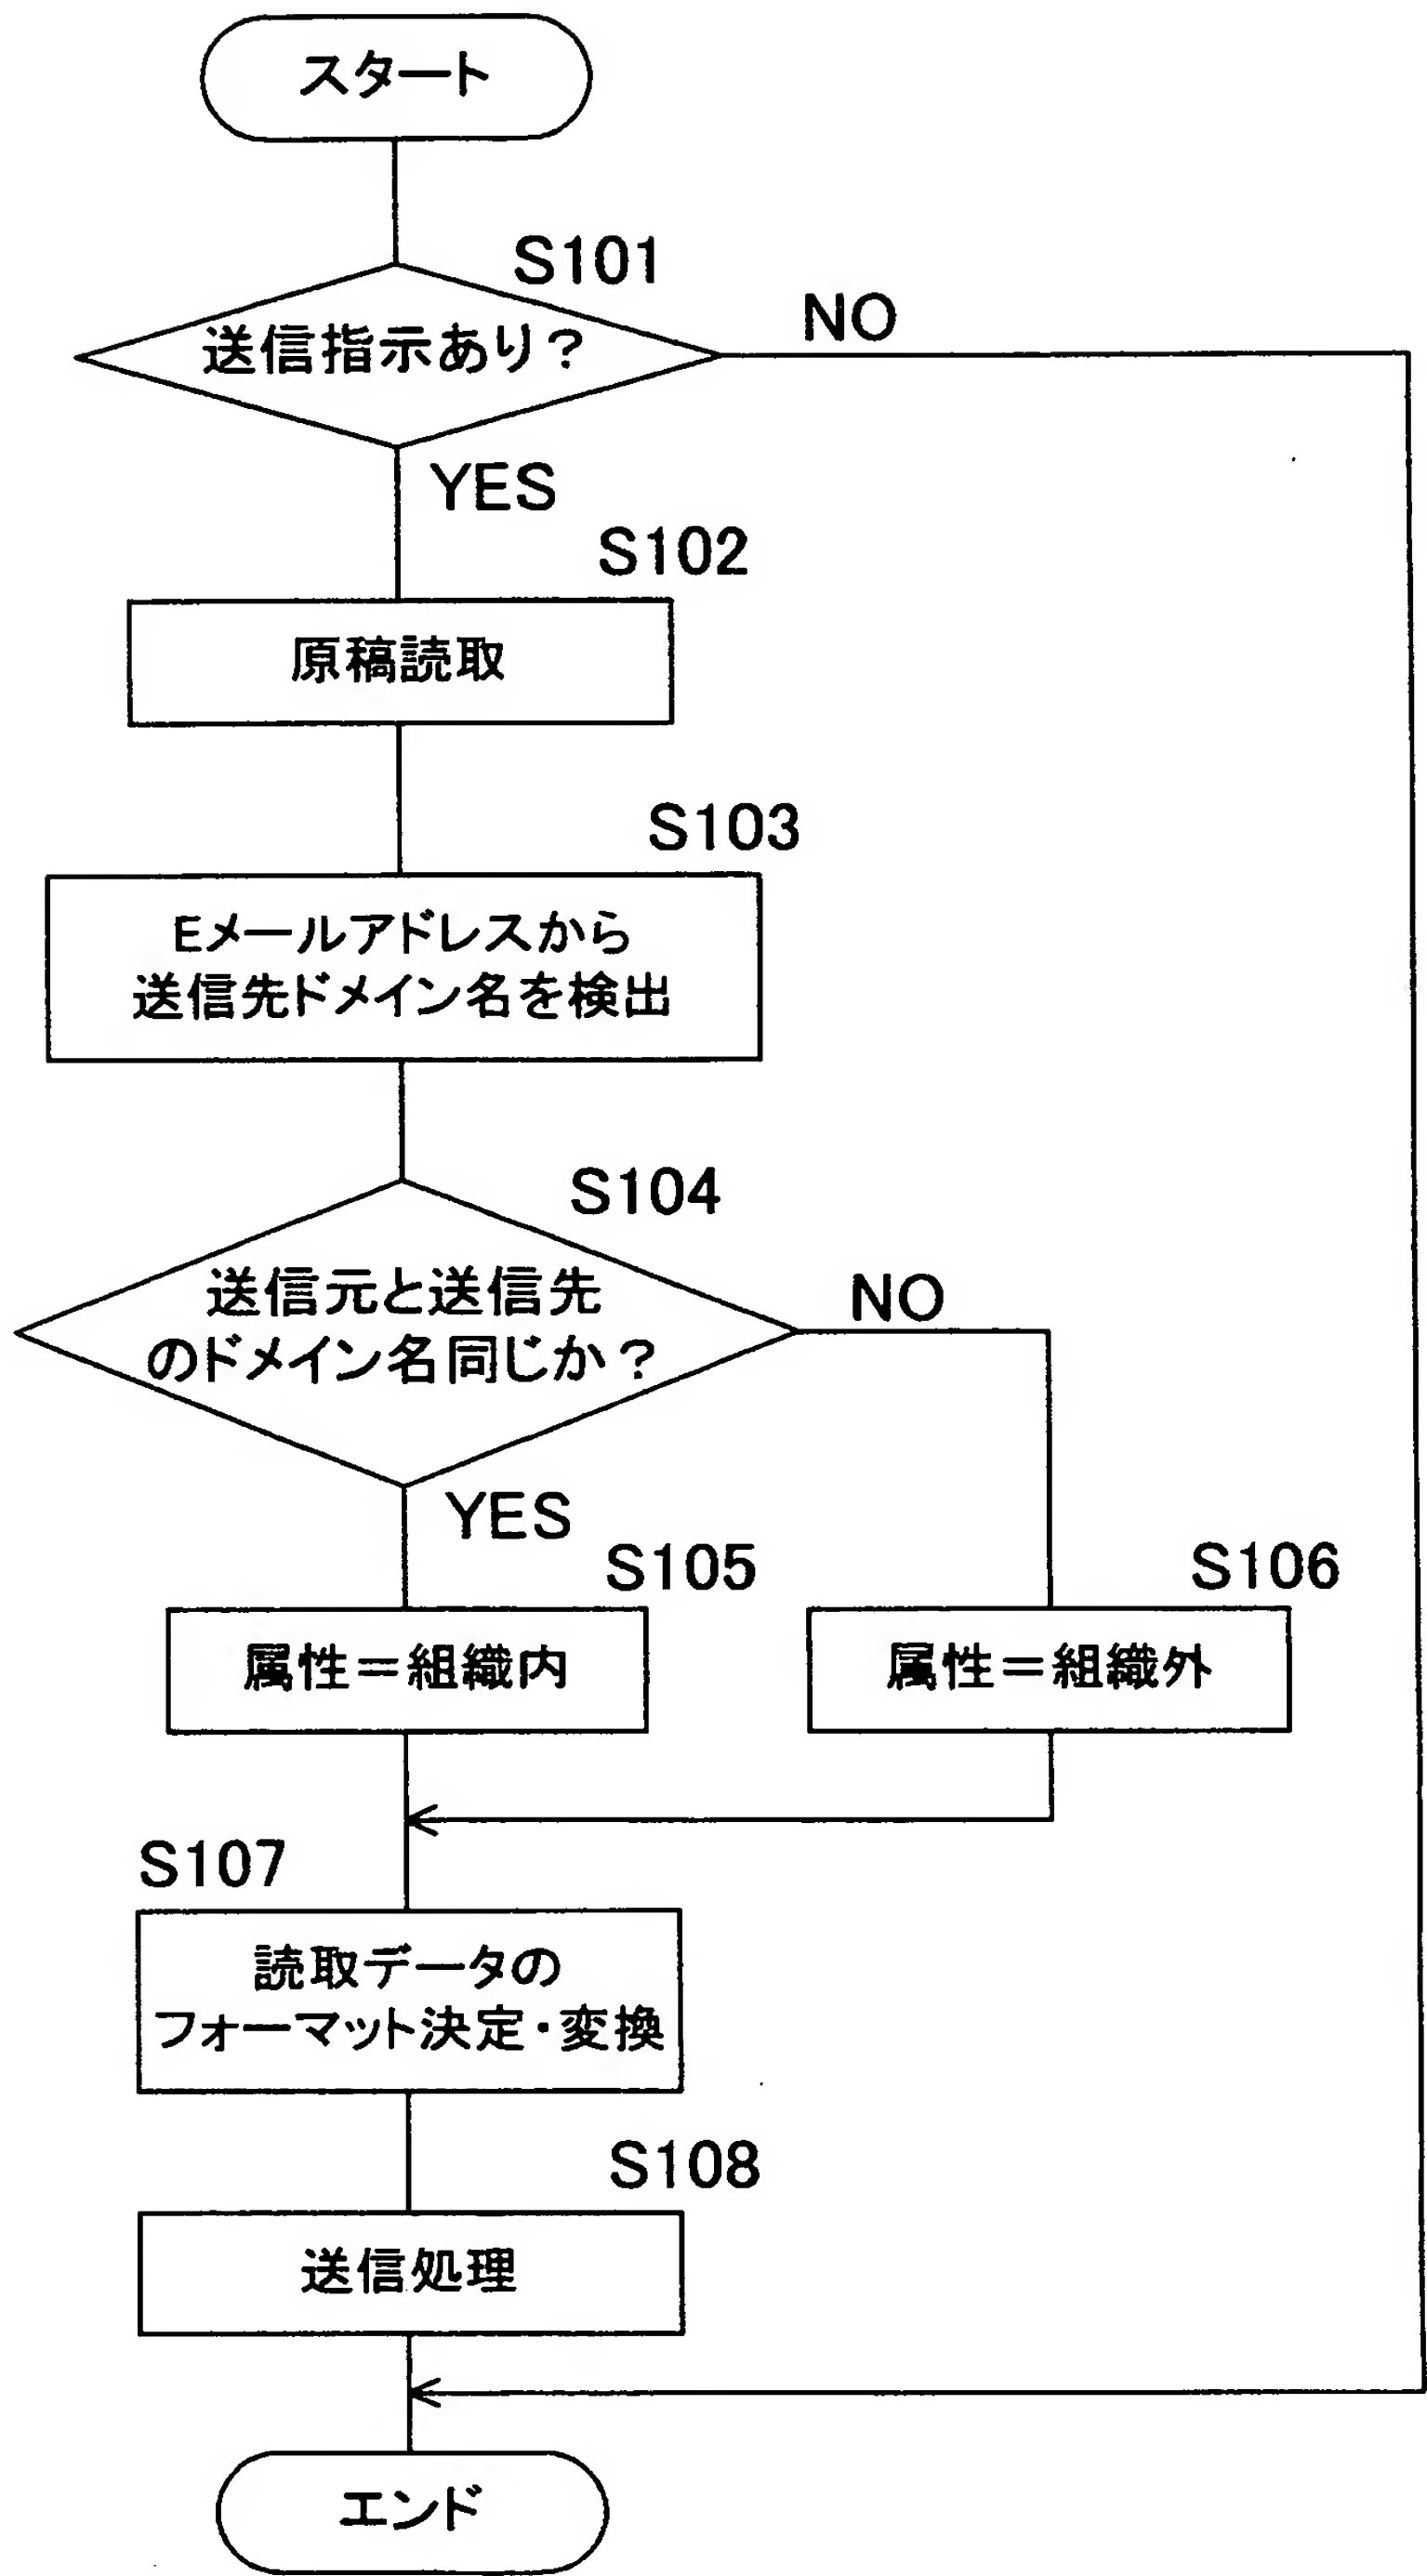 スタート
S101
送信指示あり？
NO
YES
S102
原稿読取
S103
Eメールアドレスから
送信先ドメイン名を検出
S104
送信元と送信先
のドメイン名同じか？
NO
YES
S105
属性＝組織内
S106
属性＝組織外
S107
読取データの
フォーマット決定・変換
S108
送信処理
エンド